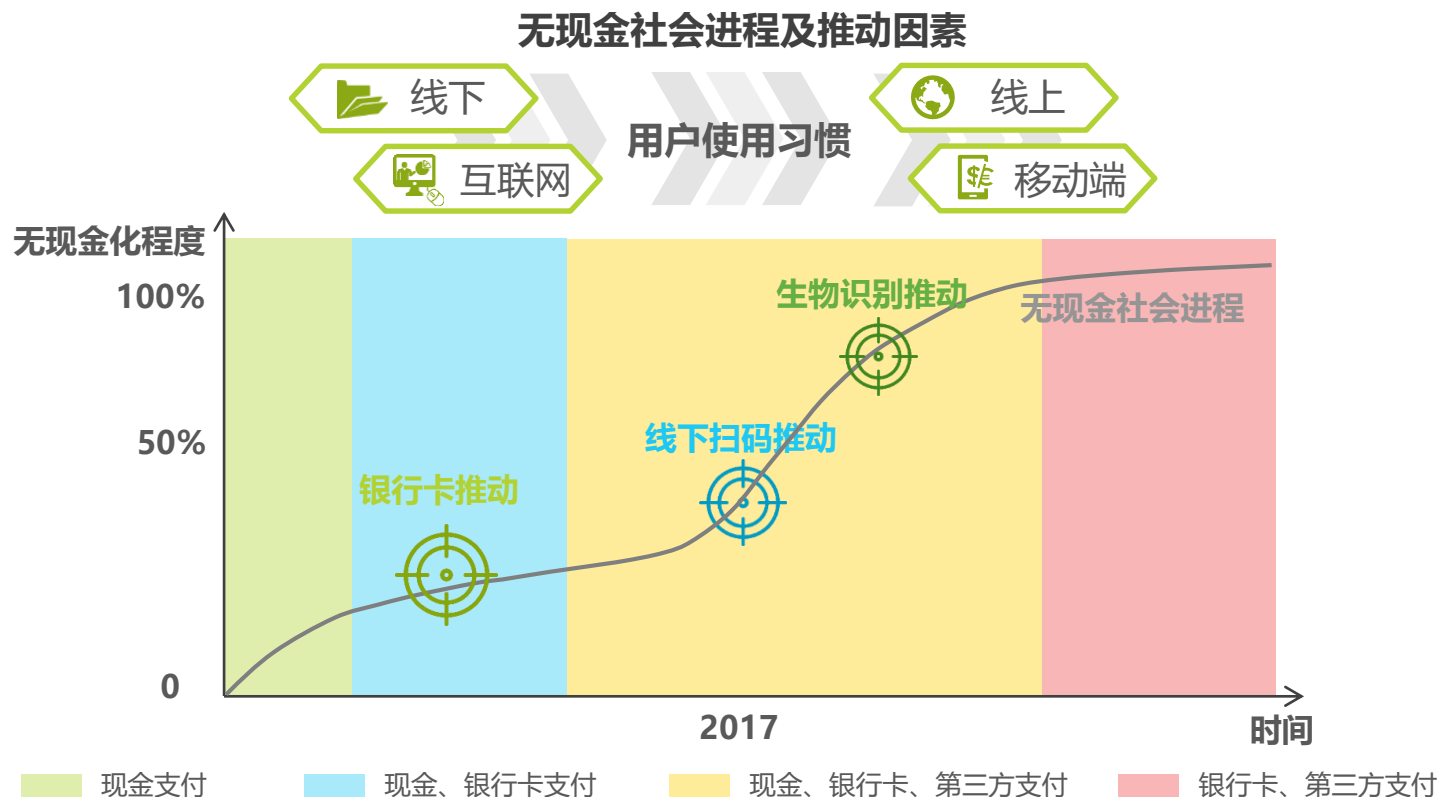 无现金社会进程及推动因素
线下
线上
用户使用习惯
互联网
移动端
无现金化程度
100%
生物识别推动
无现金社会进程
50%
线下扫码推动
银行卡推动
0
2017
时间
现金支付
现金、银行卡支付
现金、银行卡、第三方支付
银行卡、第三方支付